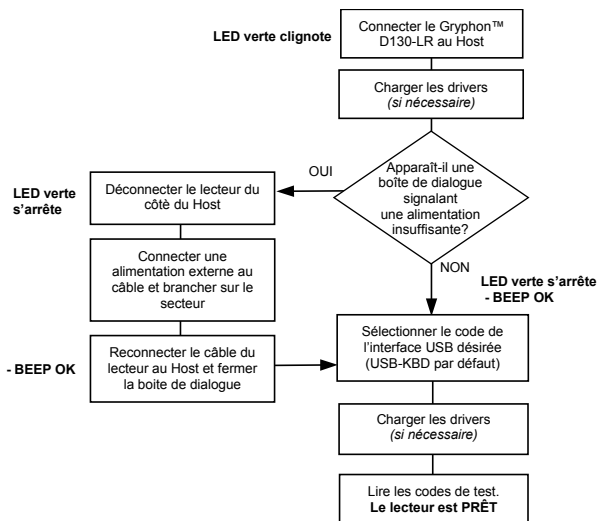 LED verte clignote
Connecter le Gryphon™
D130-LR au Host
Charger les drivers
(si nécessaire)
Apparaît-il une
boîte de dialogue
signalant
une alimentation
insuffisante?
OUI
LED verte
s’arrête
Déconnecter le lecteur du
côtè du Host
Connecter une
alimentation externe au
câble et brancher sur le
secteur
- BEEP OK
Reconnecter le câble du
lecteur au Host et fermer
la boite de dialogue
NON
LED verte s’arrête
- BEEP OK
Sélectionner le code de
l’interface USB désirée
(USB-KBD par défaut)
Charger les drivers
(si nécessaire)
Lire les codes de test.
Le lecteur est PRÊT